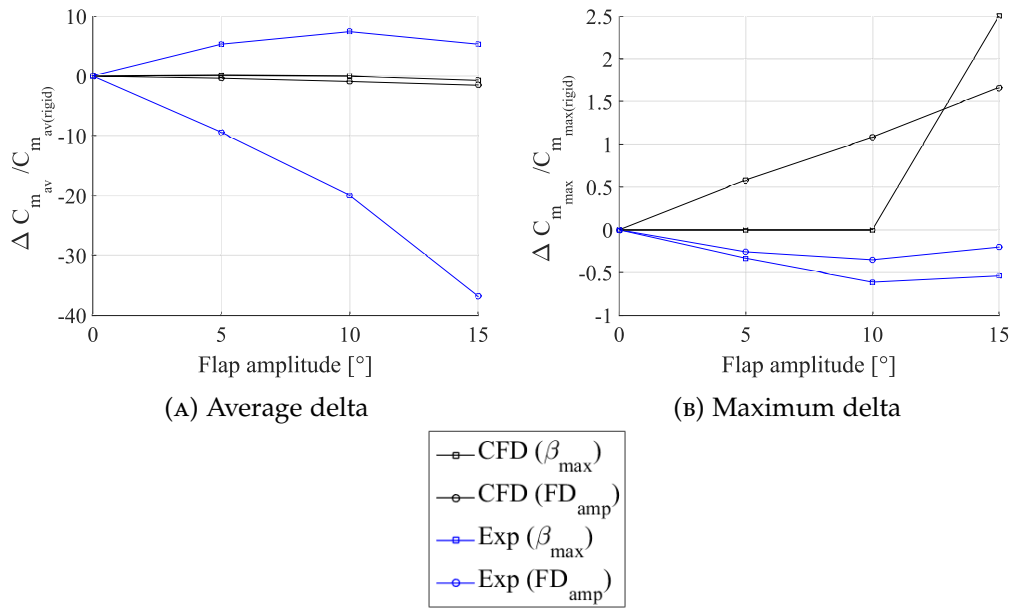 10
0
-10
-20
-30
-40
0 5 10 15
Flap amplitude [°]
Δ C_m_av /C_m_av(rigid)
(A) Average delta
2.5
2
1.5
1
0.5
0
-0.5
-1
0 5 10 15
Flap amplitude [°]
Δ C_m_max /C_m_max(rigid)
(B) Maximum delta
CFD (β_max)
CFD (FD_amp)
Exp (β_max)
Exp (FD_amp)